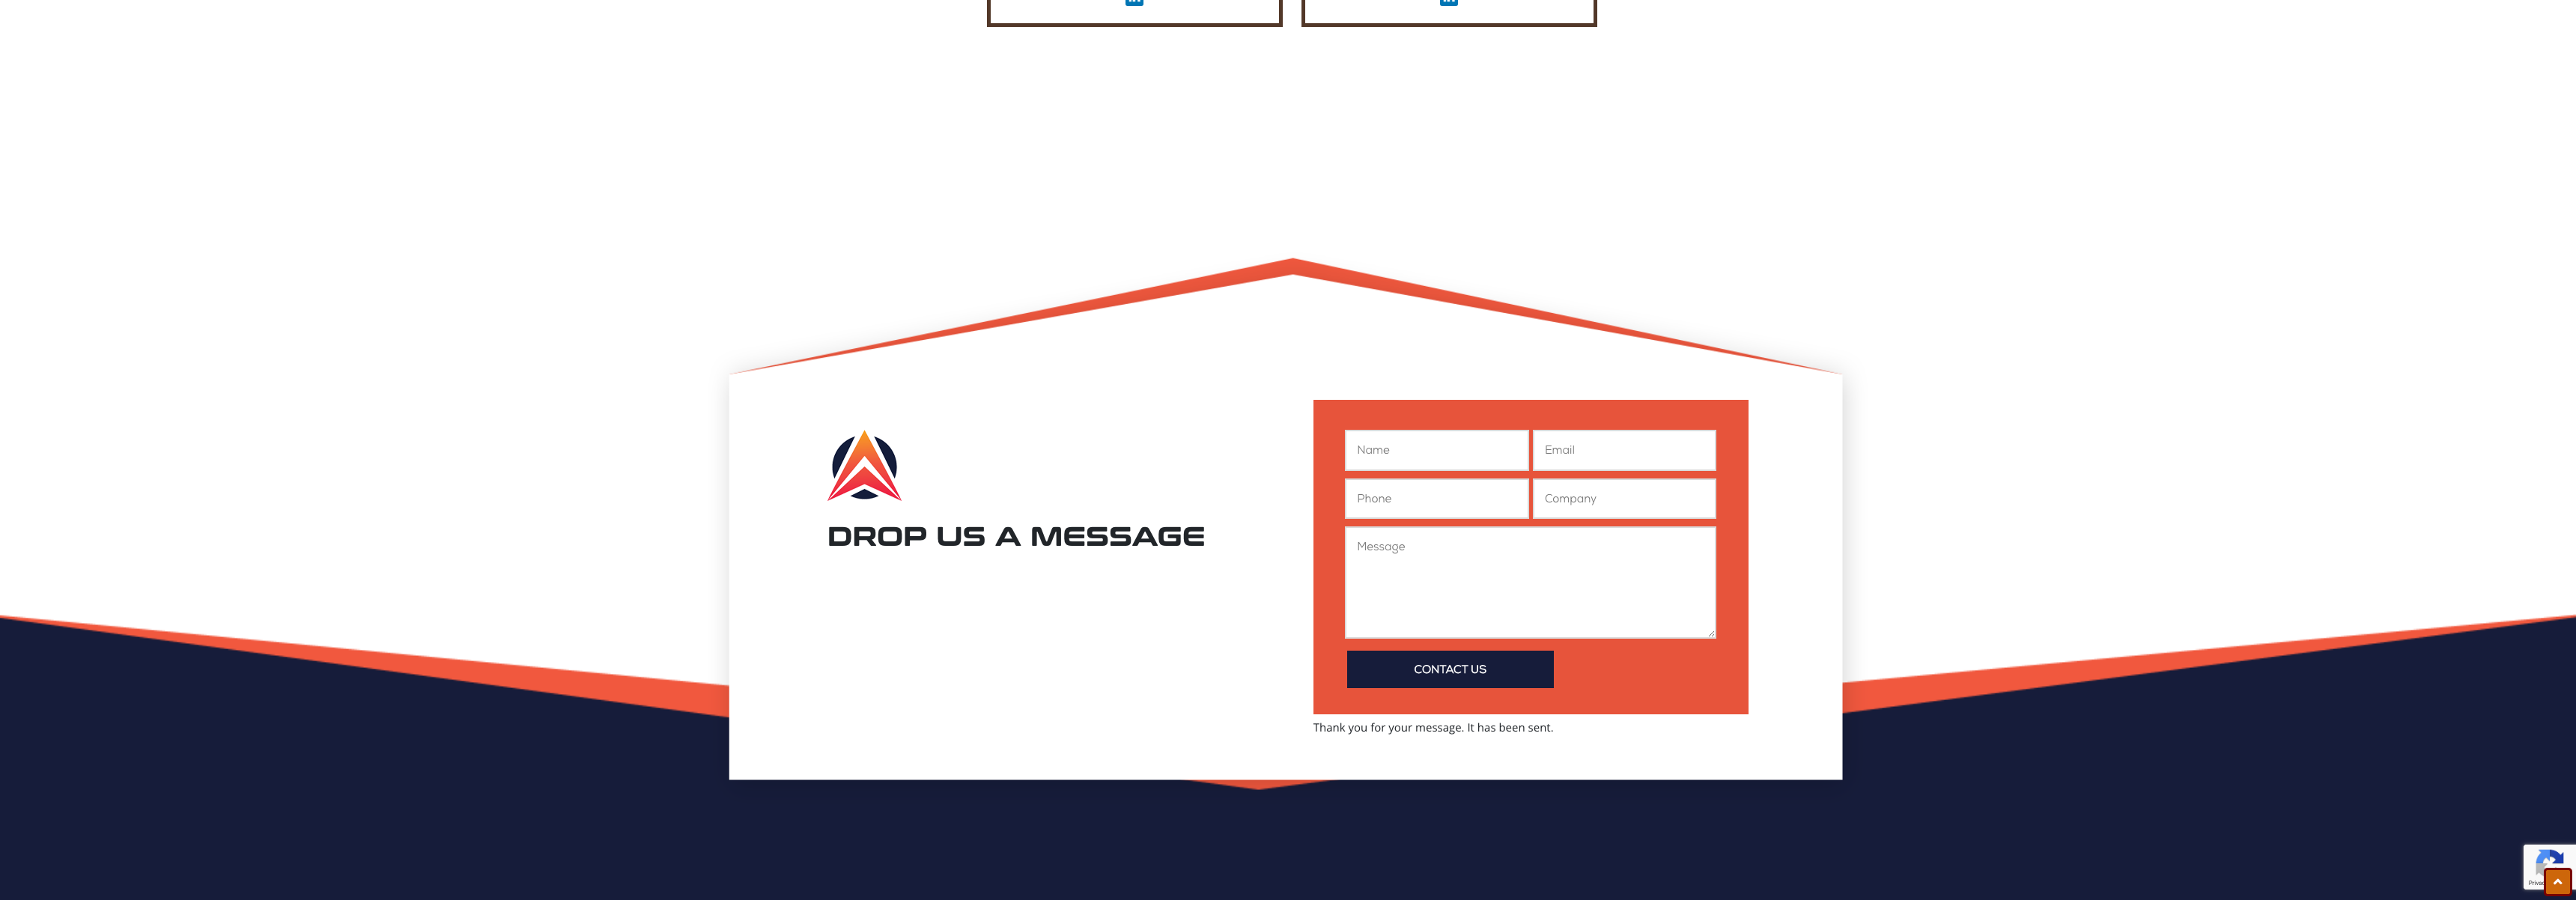 DROP US A MESSAGE
Name
Email
Phone
Company
Message
CONTACT US
Thank you for your message. It has been sent.